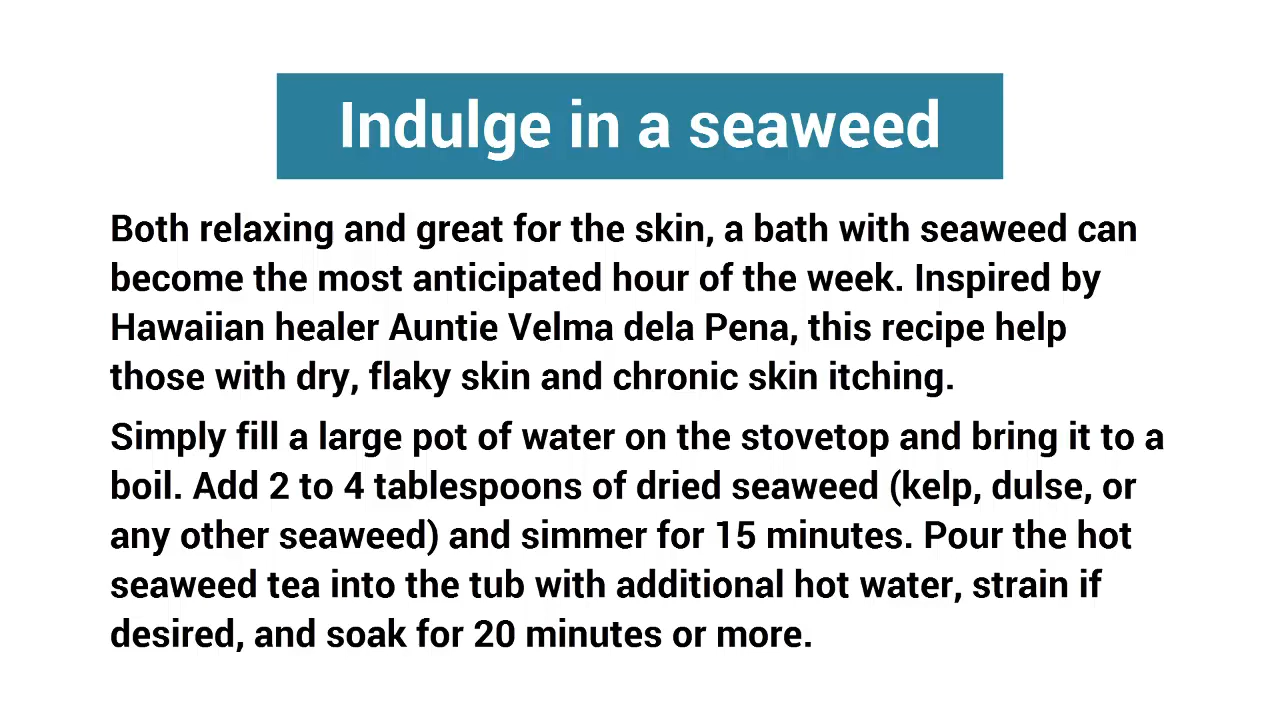 Indulge in a seaweed
Both relaxing and great for the skin, a bath with seaweed can
become the most anticipated hour of the week. Inspired by
Hawaiian healer Auntie Velma dela Pena, this recipe help
those with dry, flaky skin and chronic skin itching.
Simply fill a large pot of water on the stovetop and bring it to a
boil. Add 2 to 4 tablespoons of dried seaweed (kelp, dulse, or
any other seaweed) and simmer for 15 minutes. Pour the hot
seaweed tea into the tub with additional hot water, strain if
desired, and soak for 20 minutes or more.